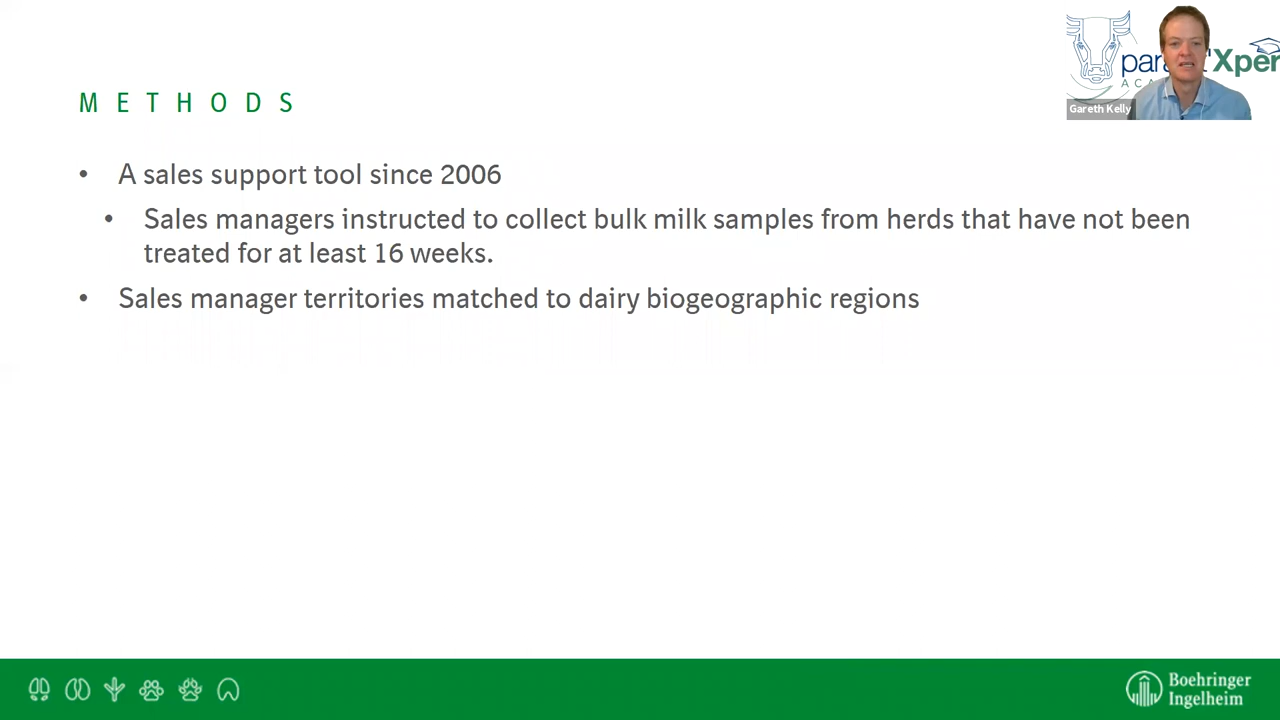 METHODS
• A sales support tool since 2006
• Sales managers instructed to collect bulk milk samples from herds that have not been
treated for at least 16 weeks.
• Sales manager territories matched to dairy biogeographic regions
Gareth Kelly
Boehringer
Ingelheim